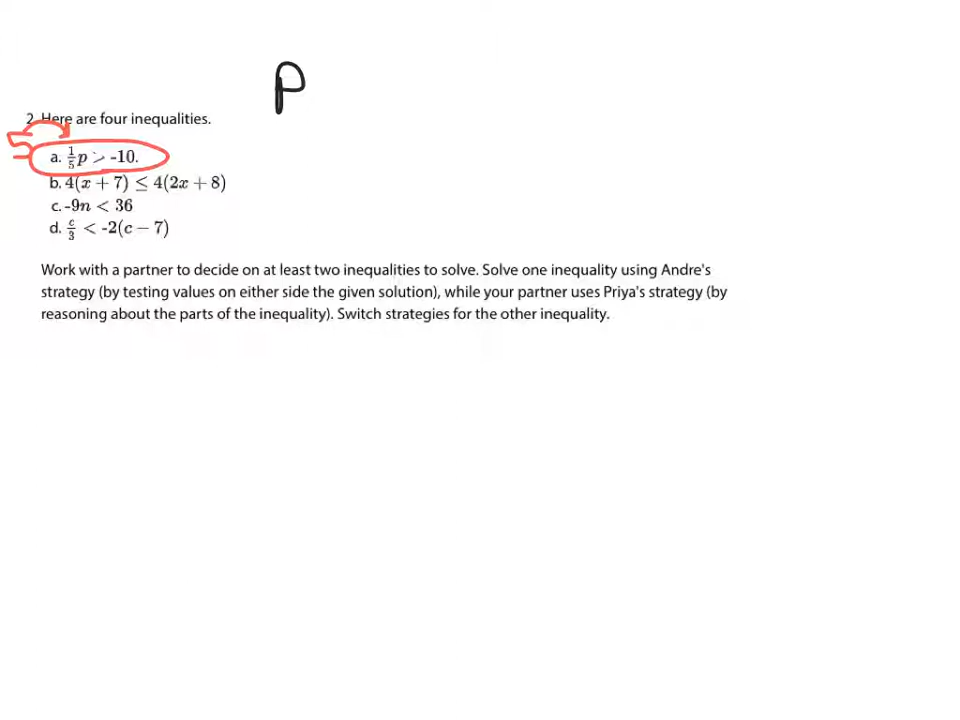 P
2. Here are four inequalities.
5
a. 1/5 p > -10.
b. 4(x + 7) ≤ 4(2x + 8)
c. -9n < 36
d. c/3 < -2(c − 7)
Work with a partner to decide on at least two inequalities to solve. Solve one inequality using Andre's
strategy (by testing values on either side the given solution), while your partner uses Priya's strategy (by
reasoning about the parts of the inequality). Switch strategies for the other inequality.